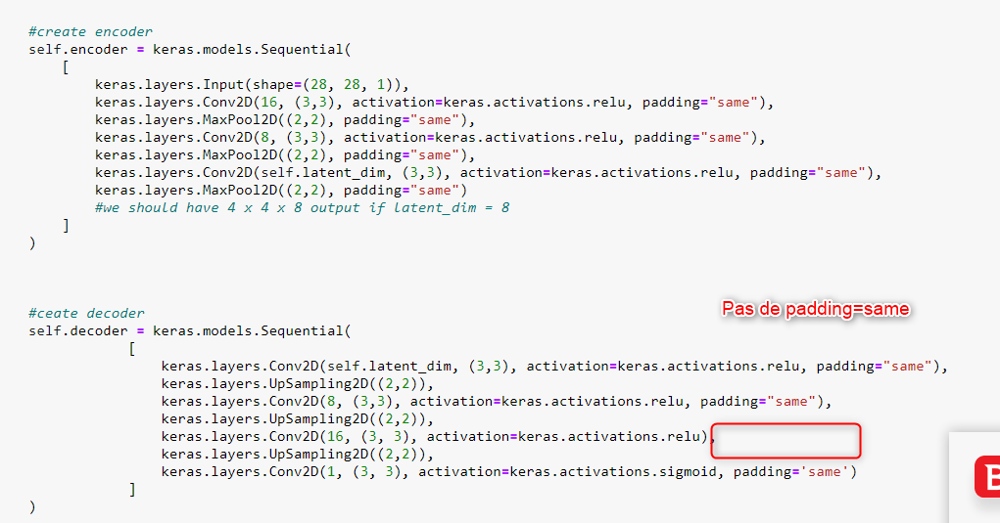 #create encoder
self.encoder = keras.models.Sequential(
    [
        keras.layers.Input(shape=(28, 28, 1)),
        keras.layers.Conv2D(16, (3,3), activation=keras.activations.relu, padding="same"),
        keras.layers.MaxPool2D((2,2), padding="same"),
        keras.layers.Conv2D(8, (3,3), activation=keras.activations.relu, padding="same"),
        keras.layers.MaxPool2D((2,2), padding="same"),
        keras.layers.Conv2D(self.latent_dim, (3,3), activation=keras.activations.relu, padding="same"),
        keras.layers.MaxPool2D((2,2), padding="same")
        #we should have 4 x 4 x 8 output if latent_dim = 8
    ]
)
#ceate decoder
Pas de padding=same
self.decoder = keras.models.Sequential(
            [
                keras.layers.Conv2D(self.latent_dim, (3,3), activation=keras.activations.relu, padding="same"),
                keras.layers.UpSampling2D((2,2)),
                keras.layers.Conv2D(8, (3,3), activation=keras.activations.relu, padding="same"),
                keras.layers.UpSampling2D((2,2)),
                keras.layers.Conv2D(16, (3, 3), activation=keras.activations.relu),
                keras.layers.UpSampling2D((2,2)),
                keras.layers.Conv2D(1, (3, 3), activation=keras.activations.sigmoid, padding='same')
            ]
)
B